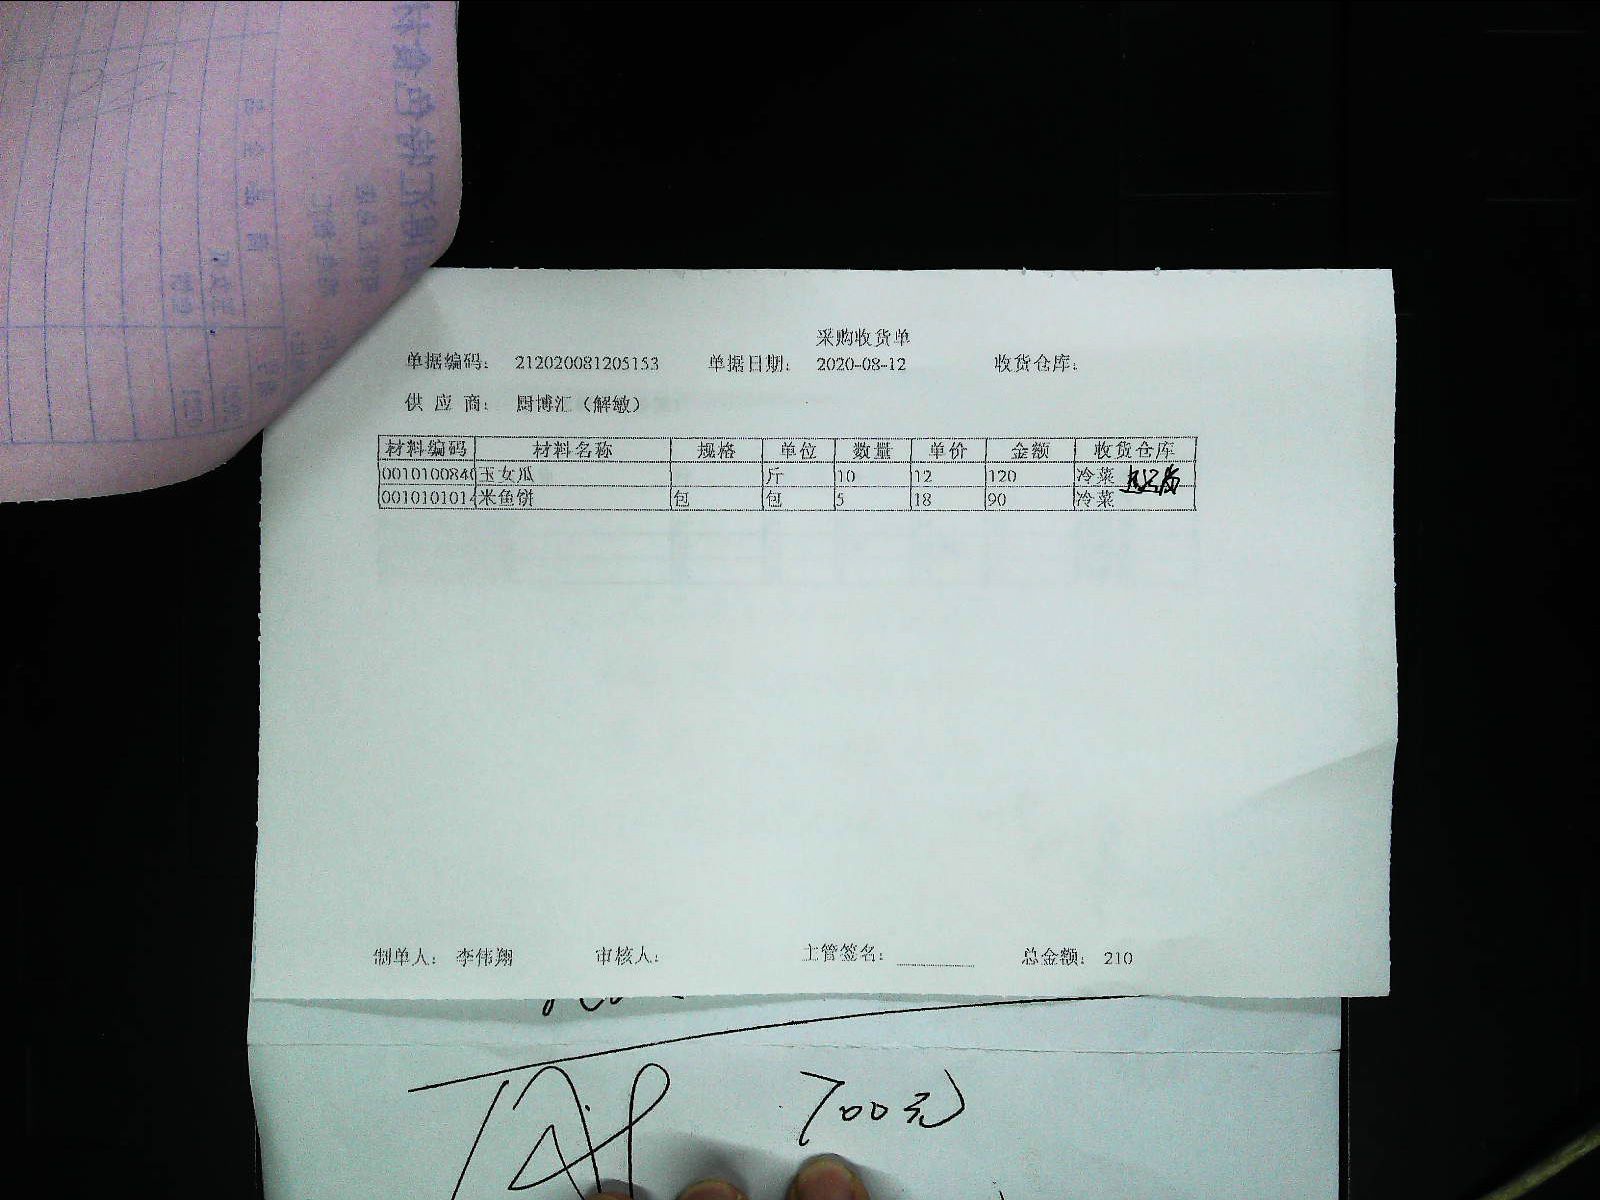 采购收货单
单据编码： 212020081205153 单据日期： 2020-08-12 收货仓库：
供 应 商： 厨博汇（解敏）
材料编码 材料名称 规格 单位 数量 单价 金额 收货仓库
001010084 玉女瓜 斤 10 12 120 冷菜
001010101 米鱼饼 包 包 5 18 90 冷菜
制单人： 李伟翔 审核人： 主管签名： 总金额： 210
700元